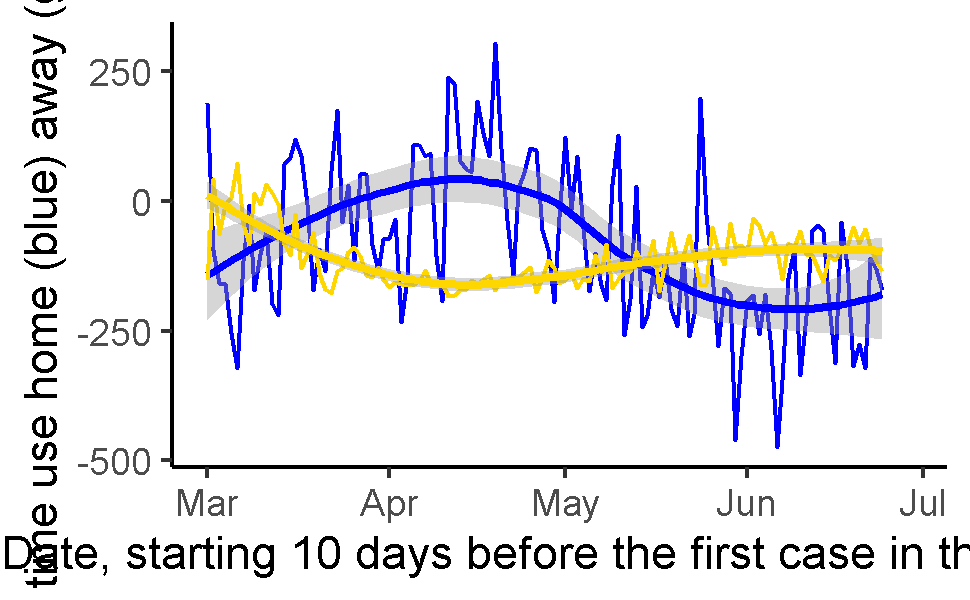 time use home (blue) away (
250
0
-250
-500
Mar Apr May Jun Jul
Date, starting 10 days before the first case in th